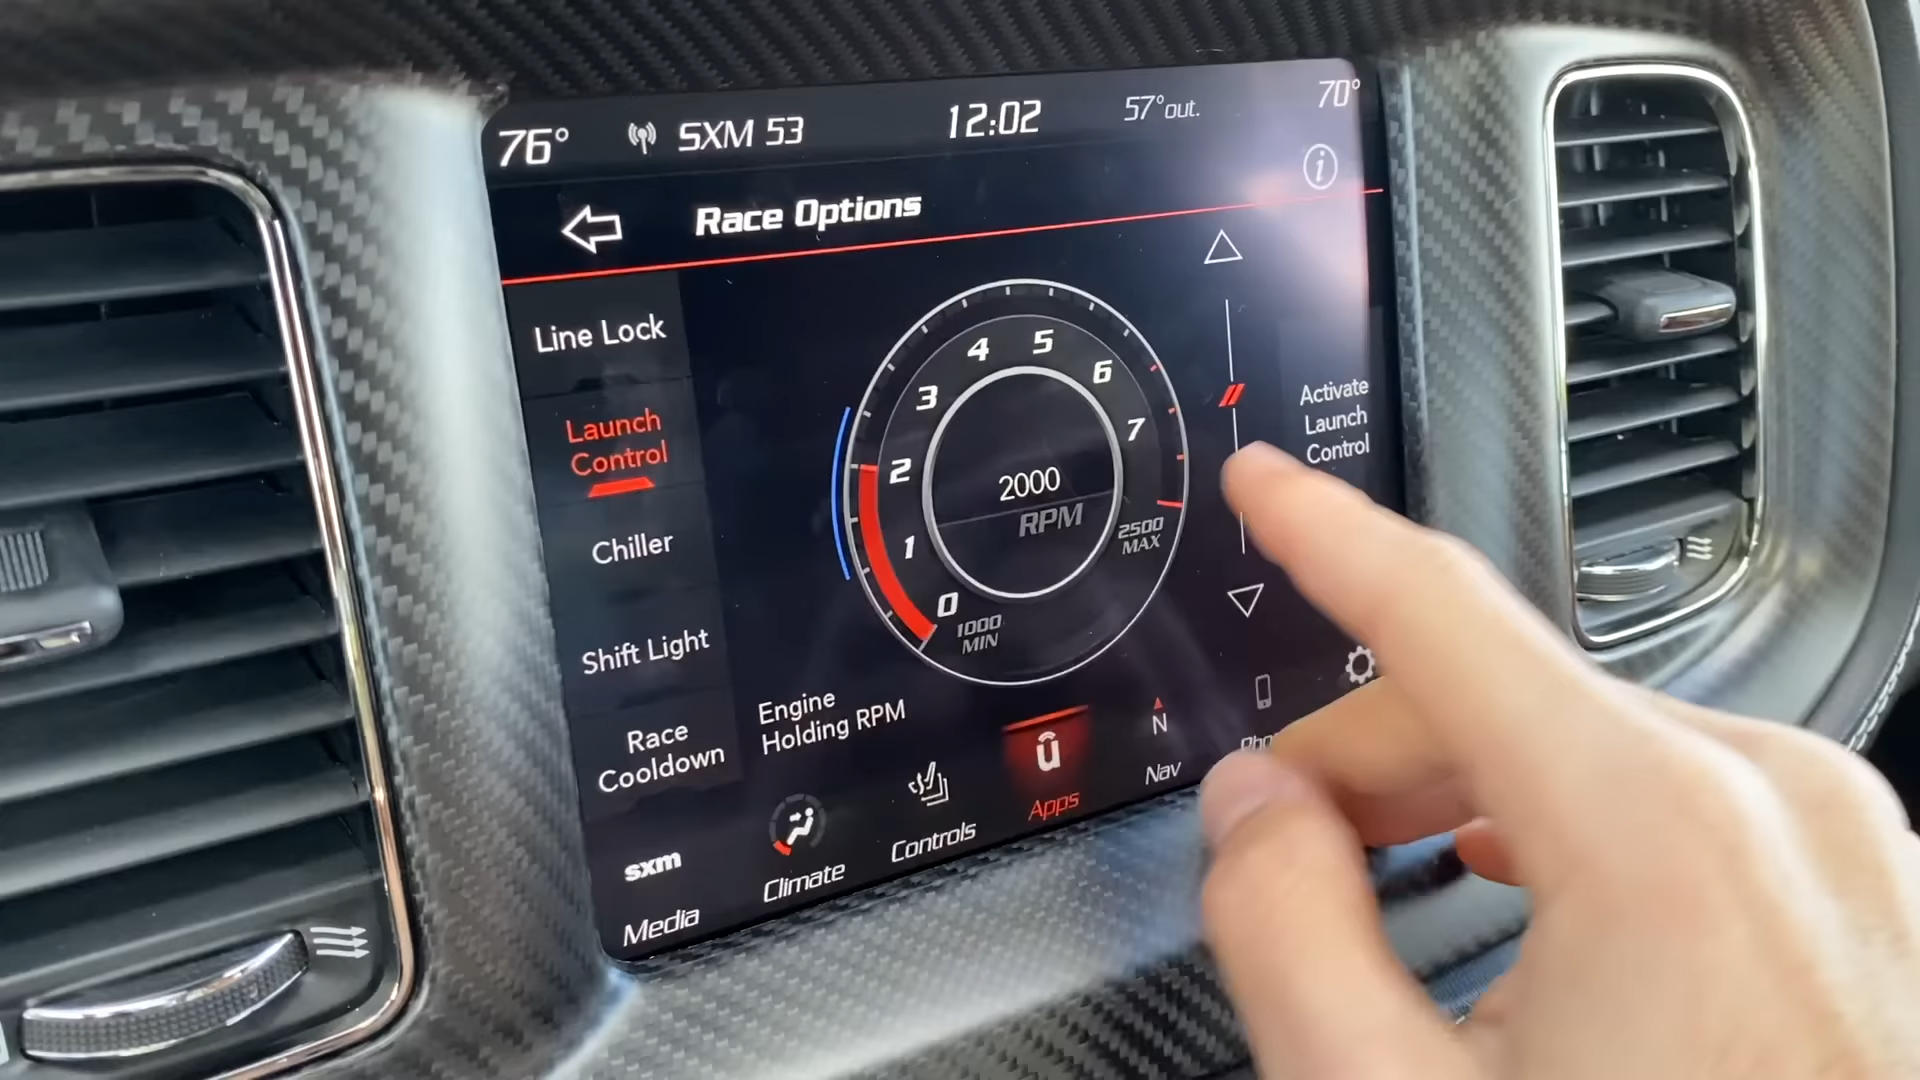 76° SXM 53 12:02 57°out. 70°
i
Race Options
Line Lock
Launch
Control
Chiller
Shift Light
Race
Cooldown
0
1
2
3
4
5
6
7
2000
RPM
1000
MIN
2500
MAX
Activate
Launch
Control
Engine
Holding RPM
sxm
Media
Climate
Controls
Apps
N
Nav